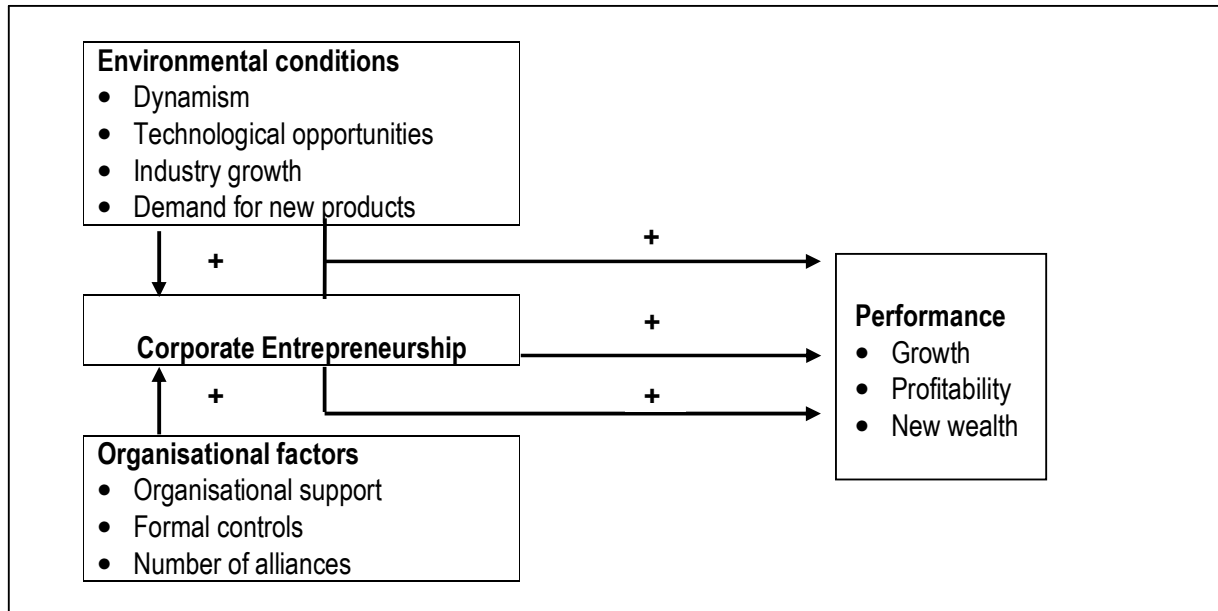 Environmental conditions
• Dynamism
• Technological opportunities
• Industry growth
• Demand for new products
+
+
+
Corporate Entrepreneurship
+
+
Performance
• Growth
• Profitability
• New wealth
Organisational factors
• Organisational support
• Formal controls
• Number of alliances